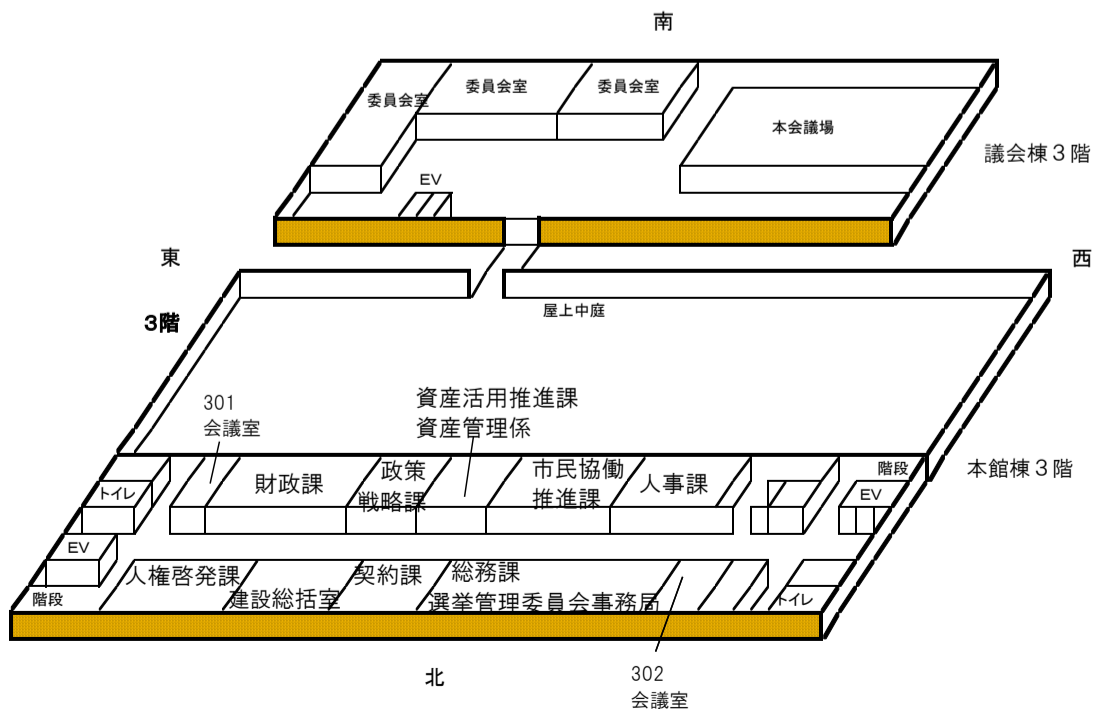 南
委員会室
委員会室
委員会室
本会議場
議会棟３階
EV
東
西
３階
屋上中庭
301
会議室
資産活用推進課
資産管理係
本館棟３階
トイレ
財政課
政策
戦略課
市民協働
推進課
人事課
階段
EV
EV
階段
人権啓発課
建設総括室
契約課
総務課
選挙管理委員会事務局
トイレ
302
会議室
北